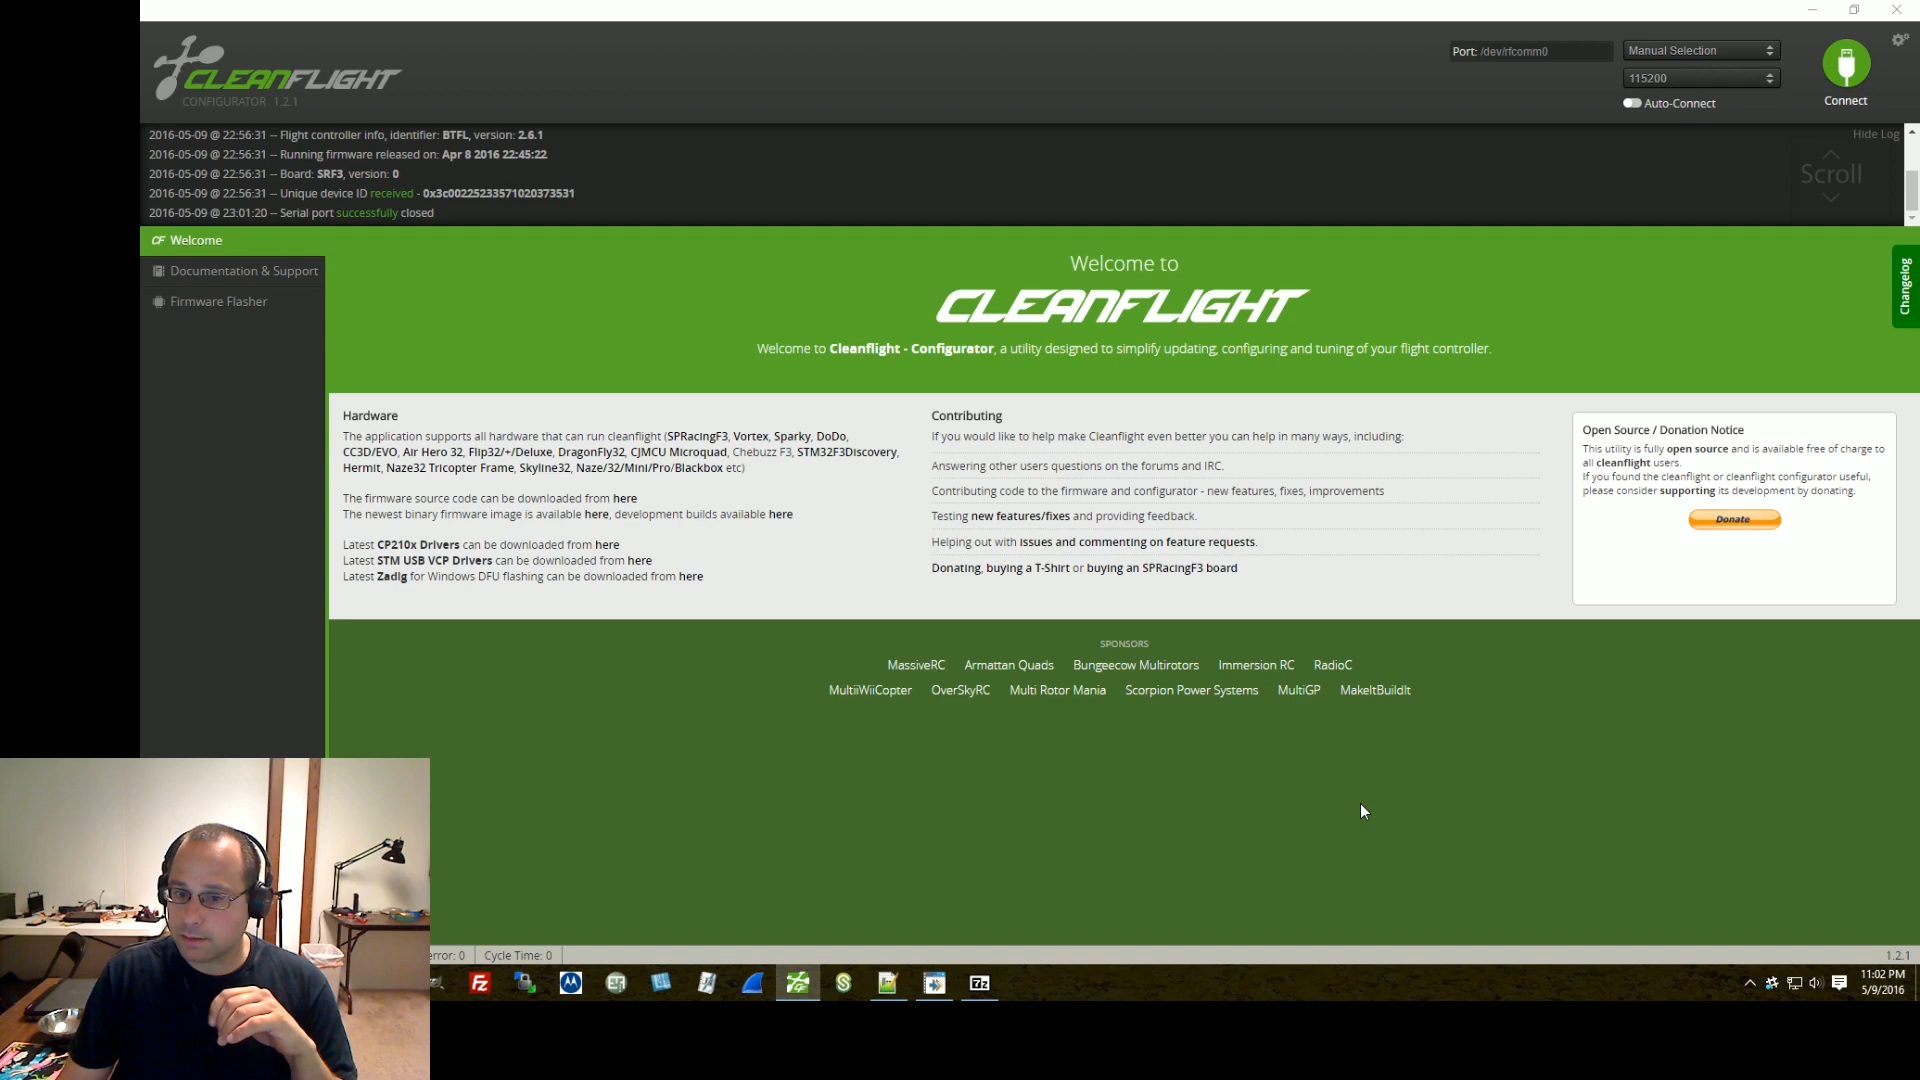 CLEANFLIGHT
CONFIGURATOR 1.2.1
Port: /dev/rfcomm0
Manual Selection
115200
Auto-Connect
Connect
2016-05-09 @ 22:56:31 -- Flight controller info, identifier: BTFL, version: 2.6.1
2016-05-09 @ 22:56:31 -- Running firmware released on: Apr 8 2016 22:45:22
2016-05-09 @ 22:56:31 -- Board: SRF3, version: 0
2016-05-09 @ 22:56:31 -- Unique device ID received - 0x3c00225233571020373531
2016-05-09 @ 23:01:20 -- Serial port successfully closed
Hide Log
Scroll
CF Welcome
Documentation & Support
Firmware Flasher
Changelog
Welcome to
CLEANFLIGHT
Welcome to Cleanflight - Configurator, a utility designed to simplify updating, configuring and tuning of your flight controller.
Hardware
The application supports all hardware that can run cleanflight (SPRacingF3, Vortex, Sparky, DoDo,
CC3D/EVO, Air Hero 32, Flip32/+/Deluxe, DragonFly32, CJMCU Microquad, Chebuzz F3, STM32F3Discovery,
Hermit, Naze32 Tricopter Frame, Skyline32, Naze/32/Mini/Pro/Blackbox etc)
The firmware source code can be downloaded from here
The newest binary firmware image is available here, development builds available here
Latest CP210x Drivers can be downloaded from here
Latest STM USB VCP Drivers can be downloaded from here
Latest Zadig for Windows DFU flashing can be downloaded from here
Contributing
If you would like to help make Cleanflight even better you can help in many ways, including:
Answering other users questions on the forums and IRC.
Contributing code to the firmware and configurator - new features, fixes, improvements
Testing new features/fixes and providing feedback.
Helping out with issues and commenting on feature requests.
Donating, buying a T-Shirt or buying an SPRacingF3 board
Open Source / Donation Notice
This utility is fully open source and is available free of charge to
all cleanflight users.
If you found the cleanflight or cleanflight configurator useful,
please consider supporting its development by donating.
Donate
SPONSORS
MassiveRC Armattan Quads Bungeecow Multirotors Immersion RC RadioC
MultiiWiiCopter OverSkyRC Multi Rotor Mania Scorpion Power Systems MultiGP MakeItBuildIt
error: 0 Cycle Time: 0
1.2.1
Fz
S
7z
11:02 PM
5/9/2016